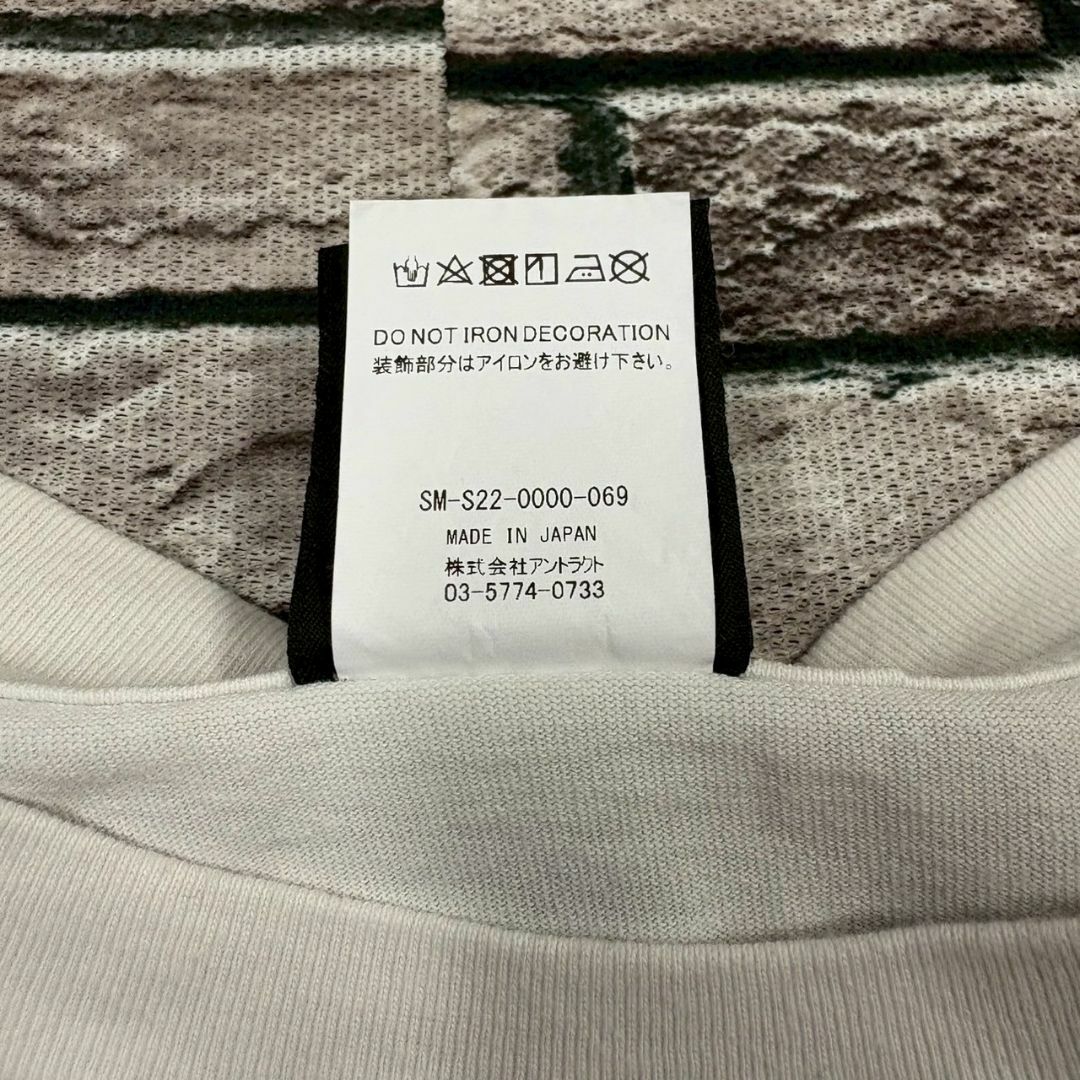 DO NOT IRON DECORATION
装飾部分はアイロンをお避け下さい。
SM-S22-0000-069
MADE IN JAPAN
株式会社アントラクト
03-5774-0733